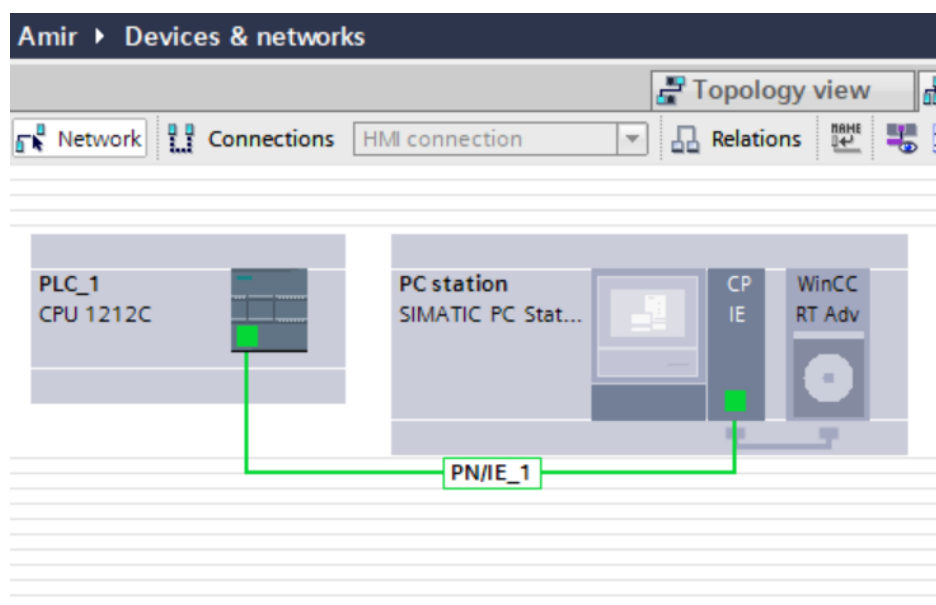 Amir ▸ Devices & networks
Topology view
Network Connections HMI connection Relations NAME
PLC_1
CPU 1212C
PC station
SIMATIC PC Stat...
CP
IE
WinCC
RT Adv
PN/IE_1